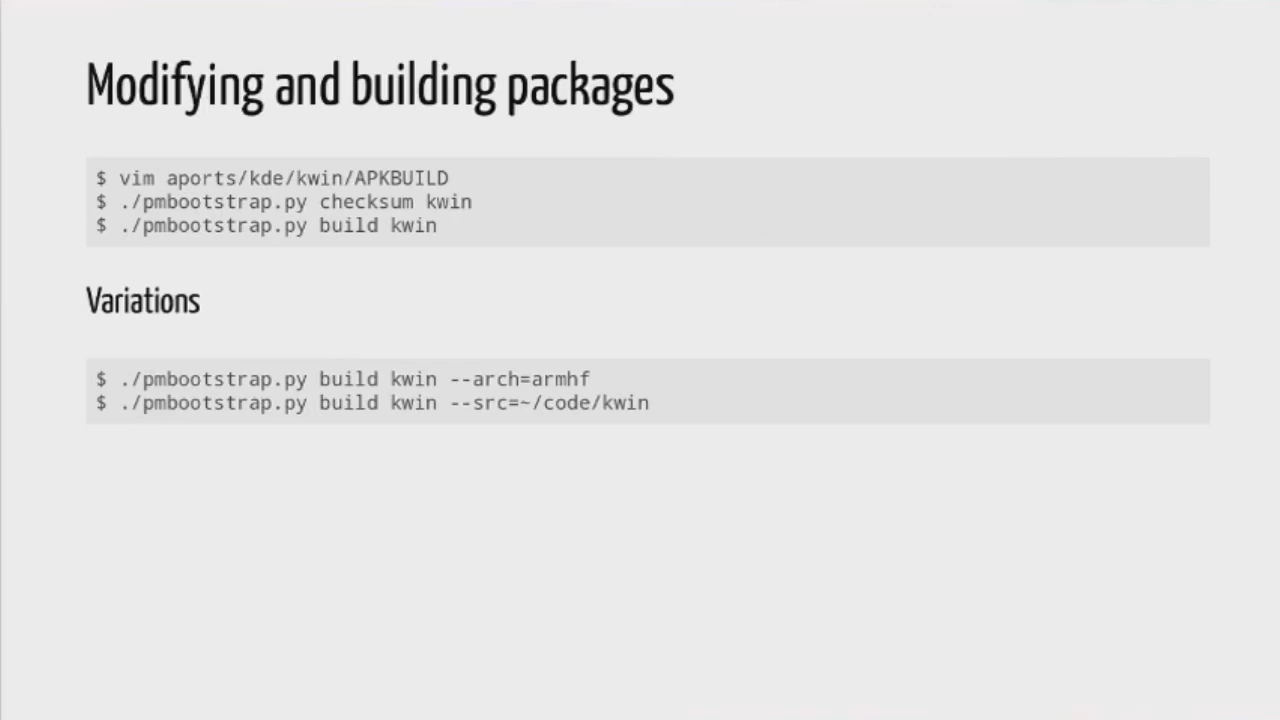 Modifying and building packages
$ vim aports/kde/kwin/APKBUILD
$ ./pmbootstrap.py checksum kwin
$ ./pmbootstrap.py build kwin
Variations
$ ./pmbootstrap.py build kwin --arch=armhf
$ ./pmbootstrap.py build kwin --src=~/code/kwin